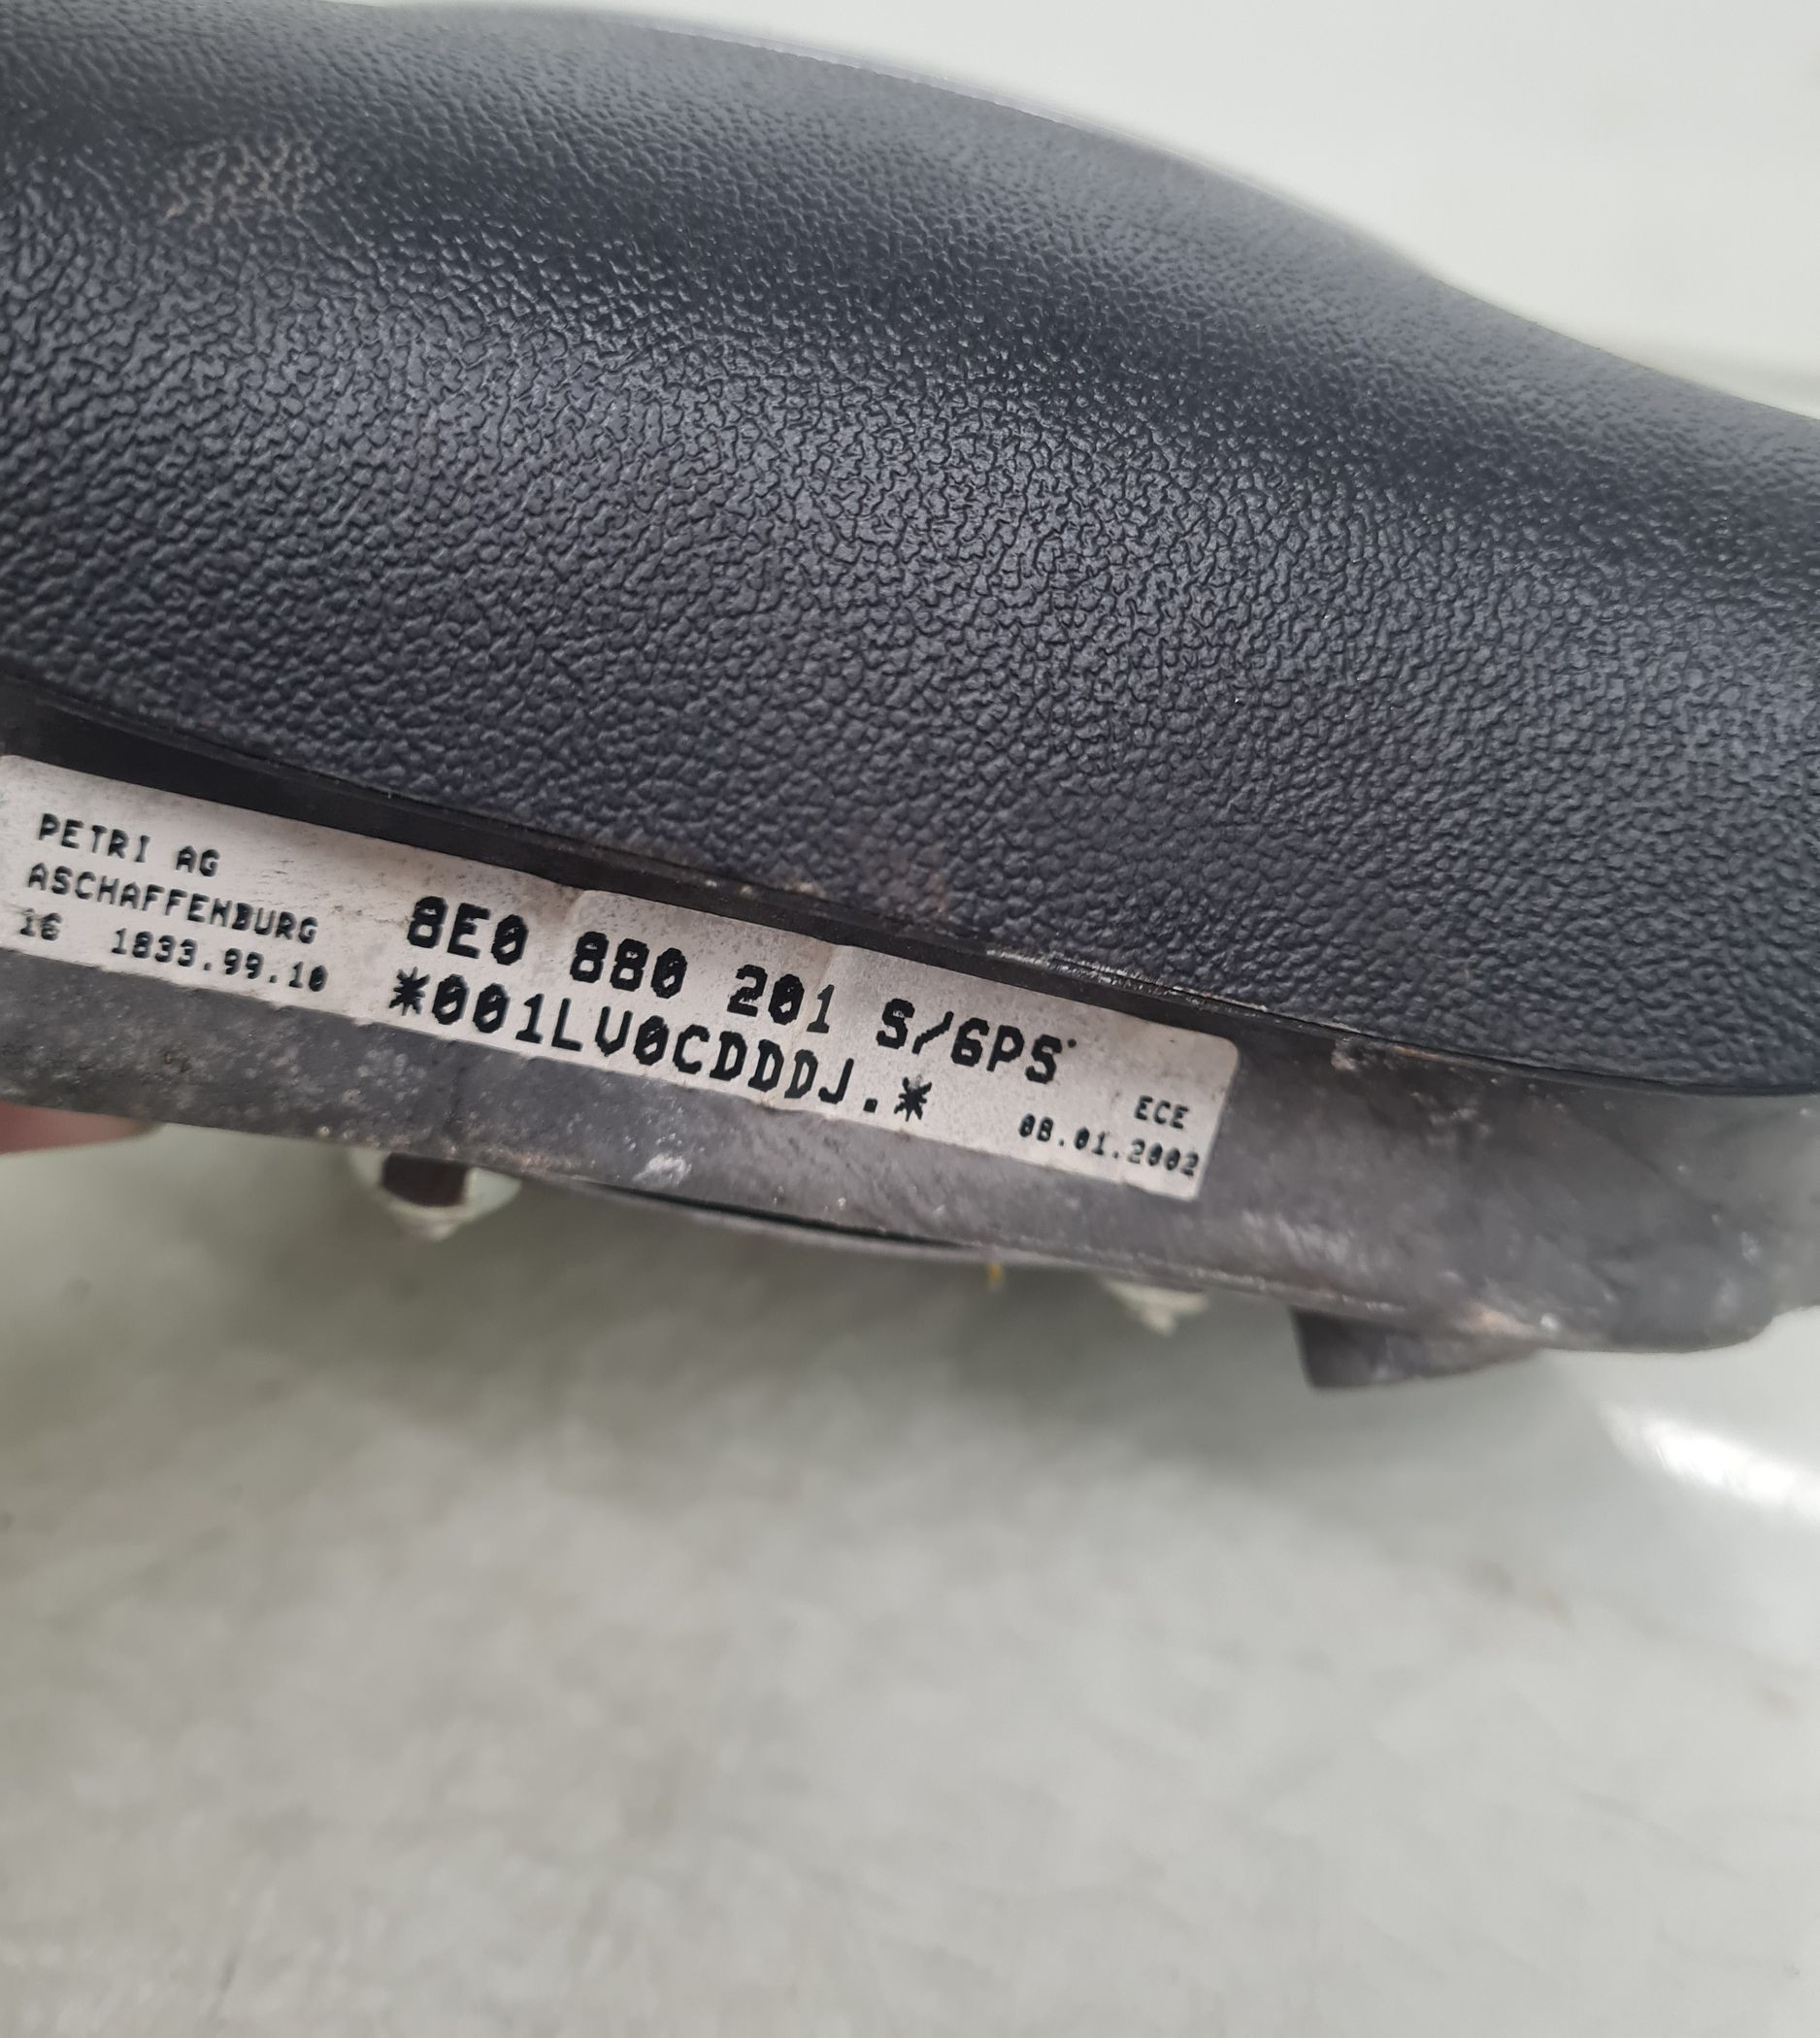 PETRI AG
ASCHAFFENBURG
16 1833.99.10
8E0 880 201 S/6PS
*001LV0CDDDJ.*
ECE
08.01.2002